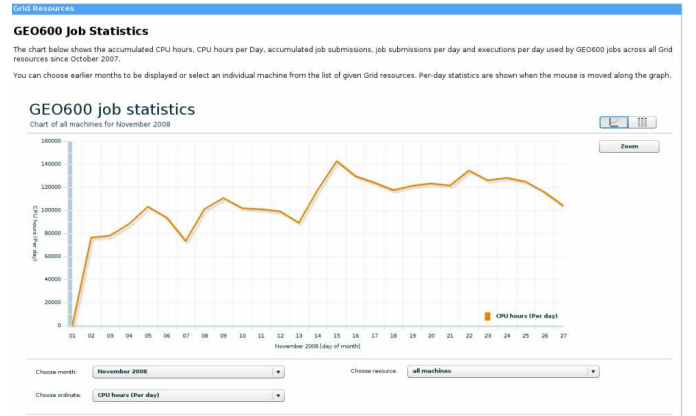 Grid Resources
GEO600 Job Statistics
The chart below shows the accumulated CPU hours, CPU hours per Day, accumulated job submissions, job submissions per day and executions per day used by GEO600 jobs across all Grid
resources since October 2007.
You can choose earlier months to be displayed or select an individual machine from the list of given Grid resources. Per-day statistics are shown when the mouse is moved along the graph.
GEO600 job statistics
Chart of all machines for November 2008
Zoom
160000
140000
120000
100000
80000
60000
40000
20000
0
CPU hours (Per day)
CPU hours (Per day)
01 02 03 04 05 06 07 08 09 10 11 12 13 14 15 16 17 18 19 20 21 22 23 24 25 26 27
November 2008 [day of month]
Choose month: November 2008 Choose resource: all machines
Choose ordinate: CPU hours (Per day)